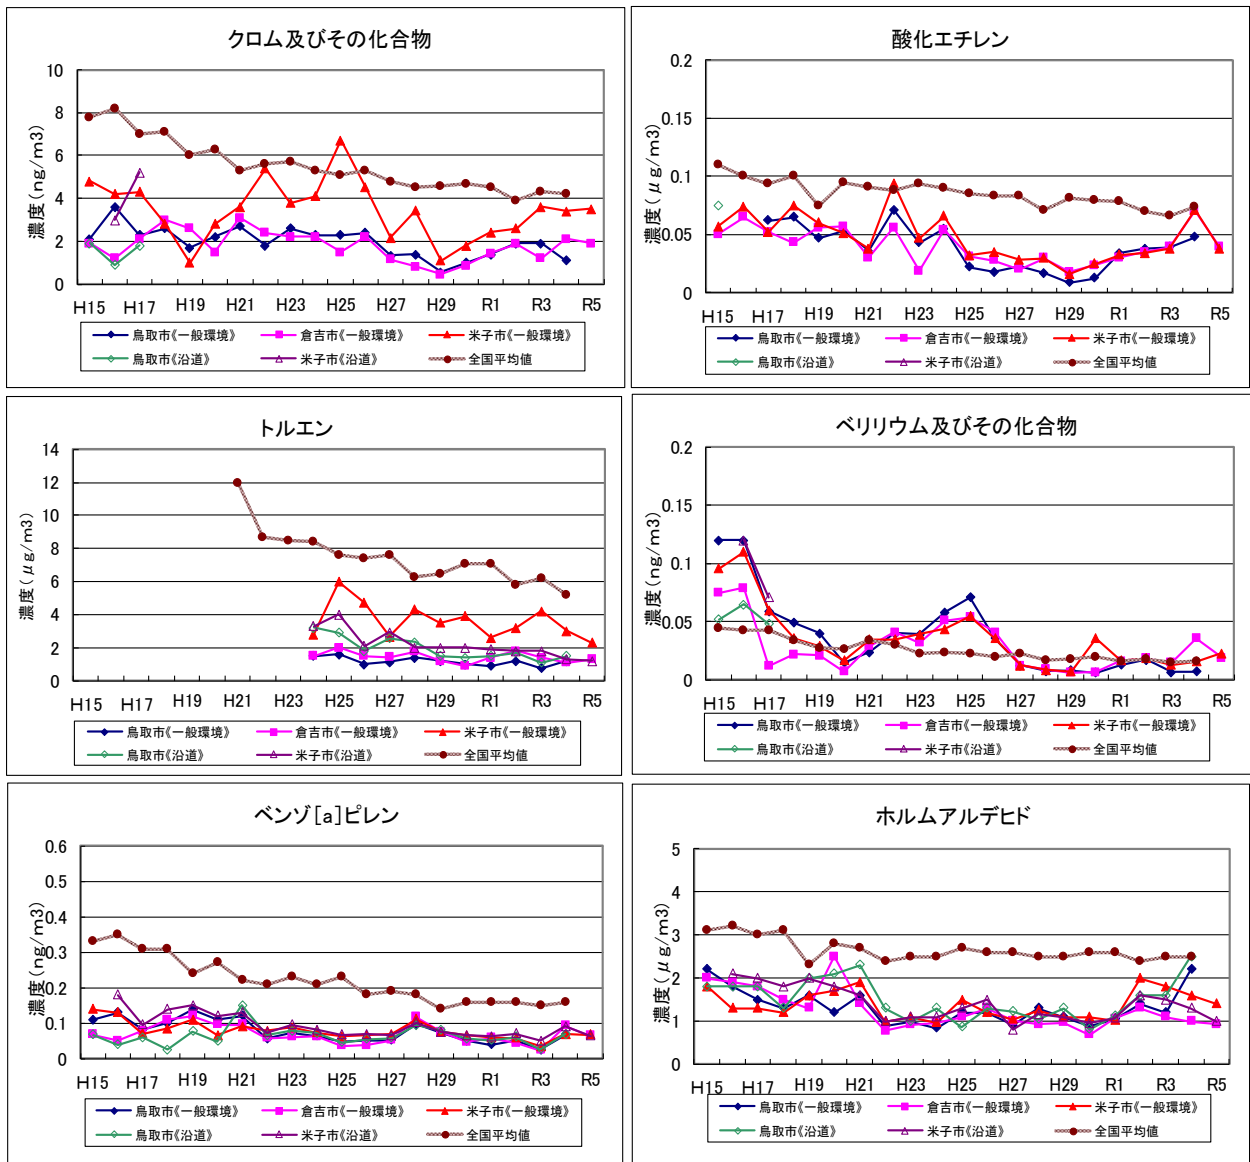 クロム及びその化合物
濃度(ng/m3)
10
8
6
4
2
0
H15 H17 H19 H21 H23 H25 H27 H29 R1 R3 R5
鳥取市《一般環境》 倉吉市《一般環境》 米子市《一般環境》
鳥取市《沿道》 米子市《沿道》 全国平均値
酸化エチレン
濃度(μg/m3)
0.2
0.15
0.1
0.05
0
H15 H17 H19 H21 H23 H25 H27 H29 R1 R3 R5
鳥取市《一般環境》 倉吉市《一般環境》 米子市《一般環境》
鳥取市《沿道》 米子市《沿道》 全国平均値
トルエン
濃度(μg/m3)
14
12
10
8
6
4
2
0
H15 H17 H19 H21 H23 H25 H27 H29 R1 R3 R5
鳥取市《一般環境》 倉吉市《一般環境》 米子市《一般環境》
鳥取市《沿道》 米子市《沿道》 全国平均値
ベリリウム及びその化合物
濃度(ng/m3)
0.2
0.15
0.1
0.05
0
H15 H17 H19 H21 H23 H25 H27 H29 R1 R3 R5
鳥取市《一般環境》 倉吉市《一般環境》 米子市《一般環境》
鳥取市《沿道》 米子市《沿道》 全国平均値
ベンゾ[a]ピレン
濃度(ng/m3)
0.6
0.5
0.4
0.3
0.2
0.1
0
H15 H17 H19 H21 H23 H25 H27 H29 R1 R3 R5
鳥取市《一般環境》 倉吉市《一般環境》 米子市《一般環境》
鳥取市《沿道》 米子市《沿道》 全国平均値
ホルムアルデヒド
濃度(μg/m3)
5
4
3
2
1
0
H15 H17 H19 H21 H23 H25 H27 H29 R1 R3 R5
鳥取市《一般環境》 倉吉市《一般環境》 米子市《一般環境》
鳥取市《沿道》 米子市《沿道》 全国平均値